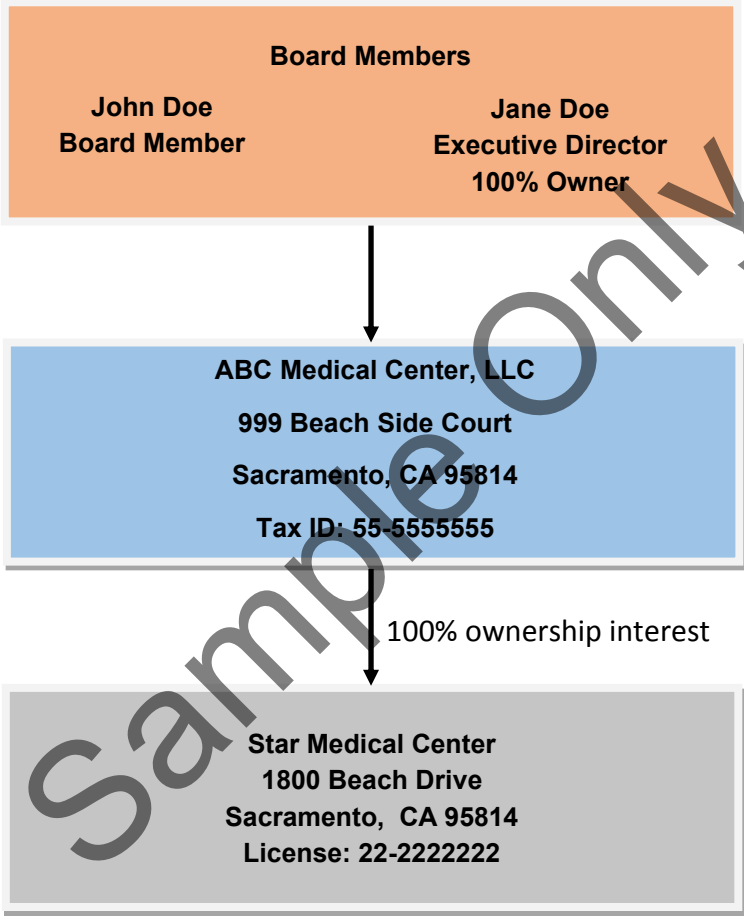 Board Members
John Doe
Board Member
Jane Doe
Executive Director
100% Owner
ABC Medical Center, LLC
999 Beach Side Court
Sacramento, CA 95814
Tax ID: 55-5555555
100% ownership interest
Star Medical Center
1800 Beach Drive
Sacramento, CA 95814
License: 22-2222222
Sample Only